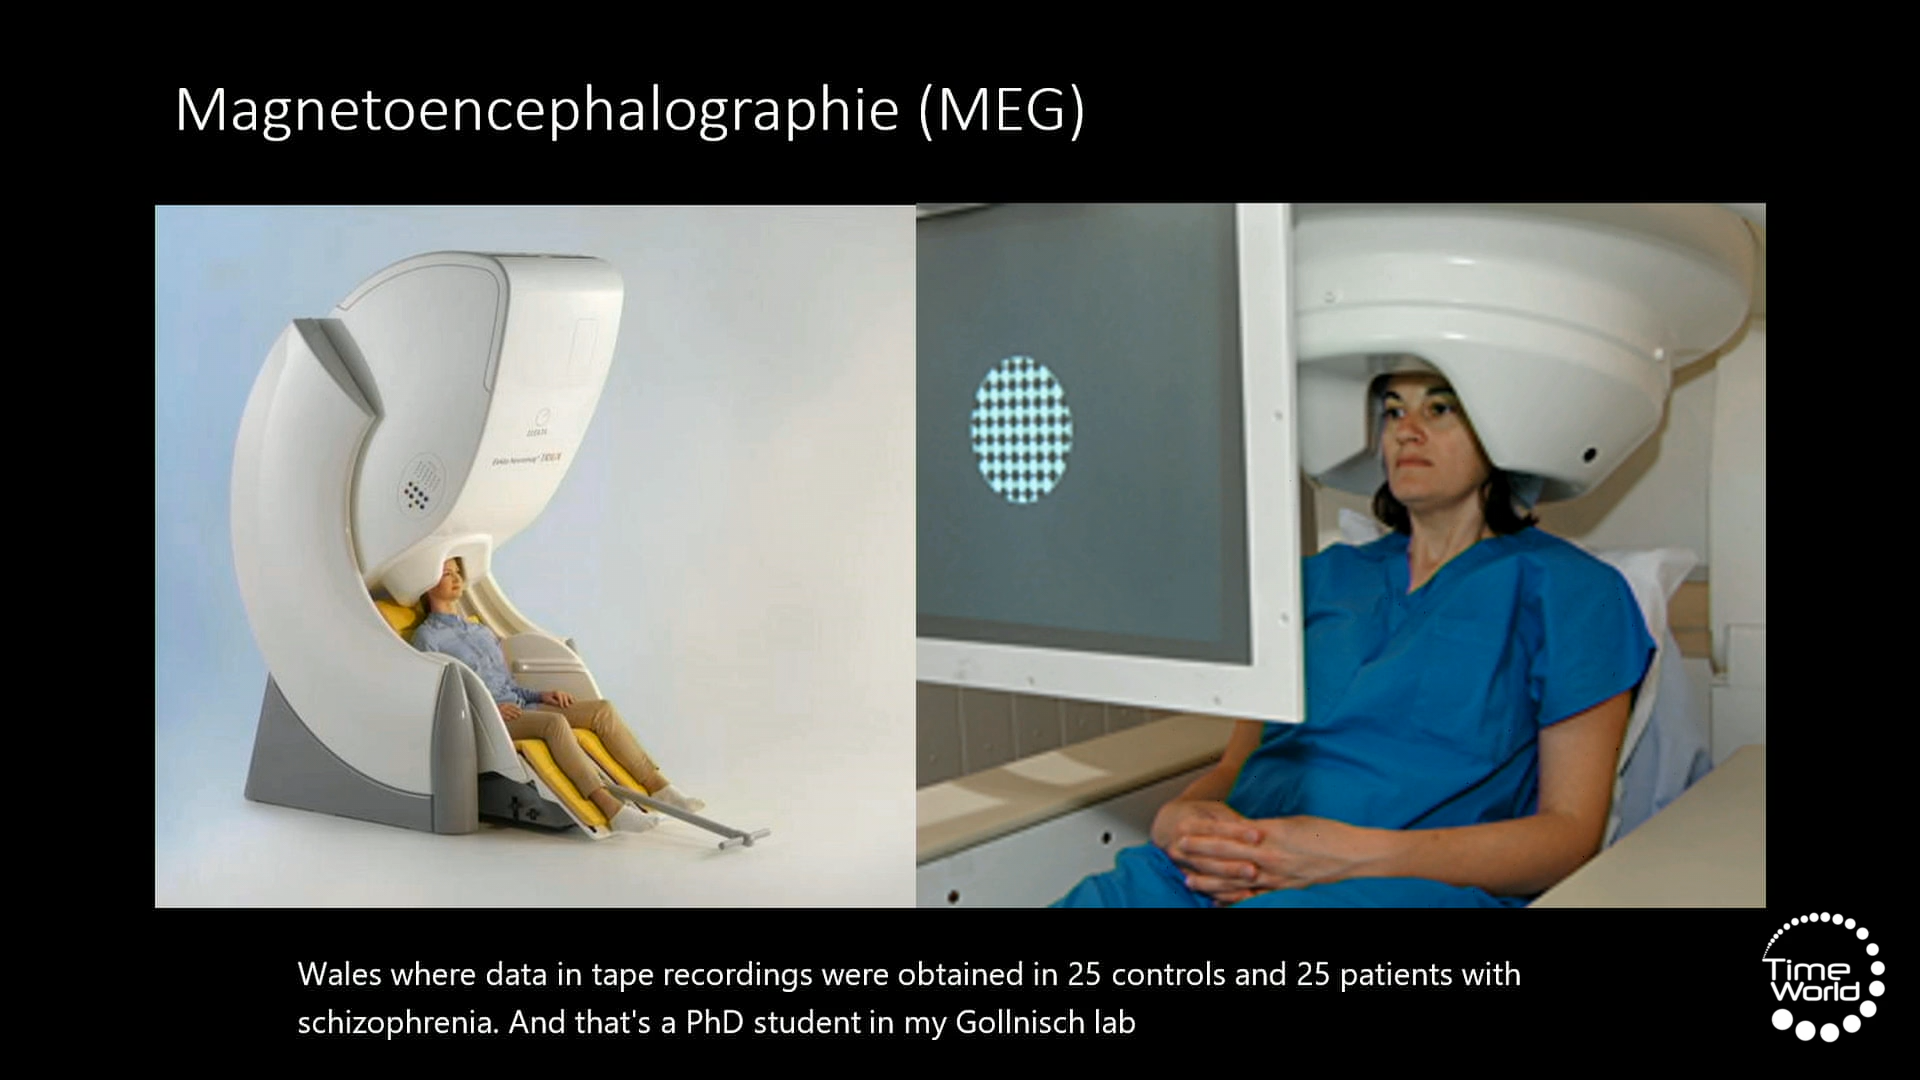 Magnetoencephalographie (MEG)
Wales where data in tape recordings were obtained in 25 controls and 25 patients with
schizophrenia. And that's a PhD student in my Gollnisch lab
Time
World